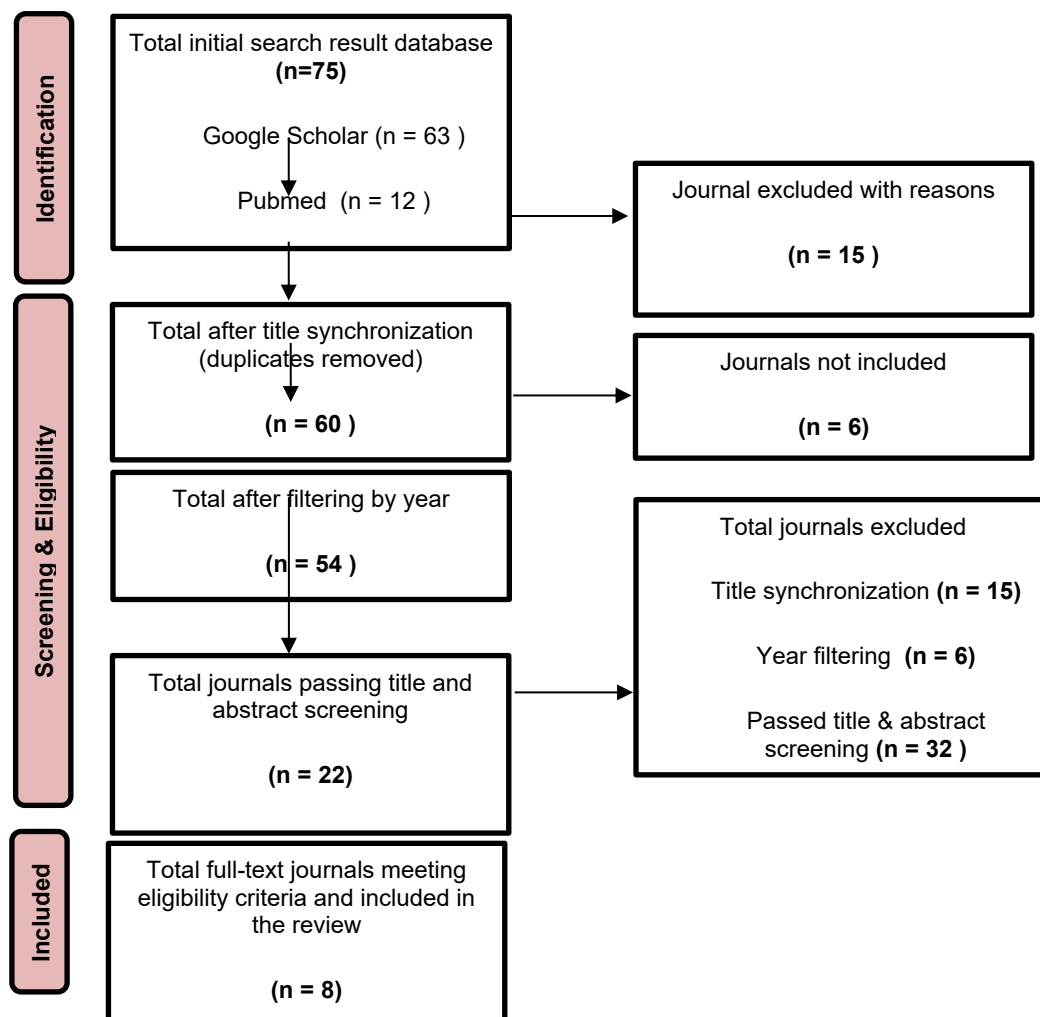 Identification
Total initial search result database
(n=75)
Google Scholar (n = 63 )
Pubmed (n = 12 )
Journal excluded with reasons
(n = 15 )
Screening & Eligibility
Total after title synchronization
(duplicates removed)
(n = 60 )
Journals not included
(n = 6)
Total after filtering by year
(n = 54 )
Total journals excluded
Title synchronization (n = 15)
Year filtering (n = 6)
Passed title & abstract
screening (n = 32 )
Total journals passing title and
abstract screening
(n = 22)
Included
Total full-text journals meeting
eligibility criteria and included in
the review
(n = 8)